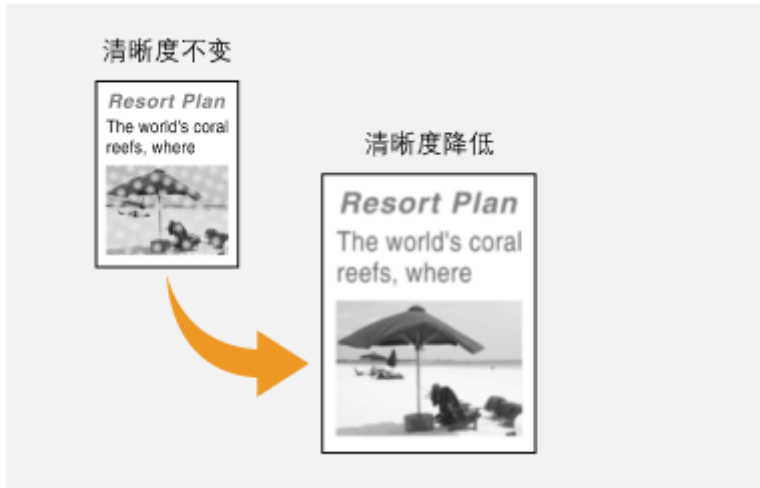 清晰度不变
Resort Plan
The world's coral
reefs, where
清晰度降低
Resort Plan
The world's coral
reefs, where